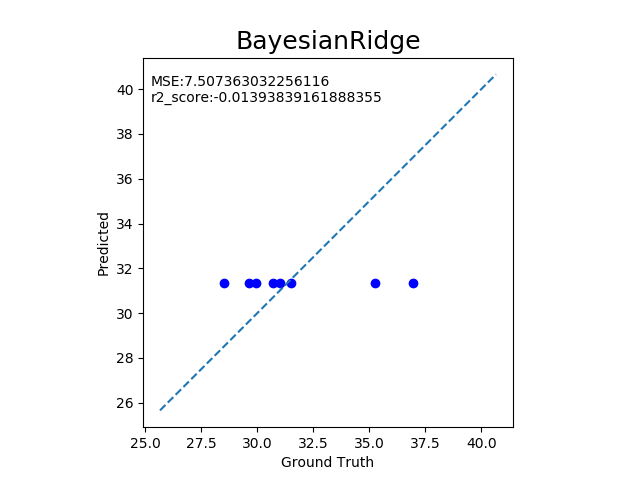 BayesianRidge
MSE:7.507363032256116
r2_score:-0.01393839161888355
Predicted
40
38
36
34
32
30
28
26
25.0 27.5 30.0 32.5 35.0 37.5 40.0
Ground Truth